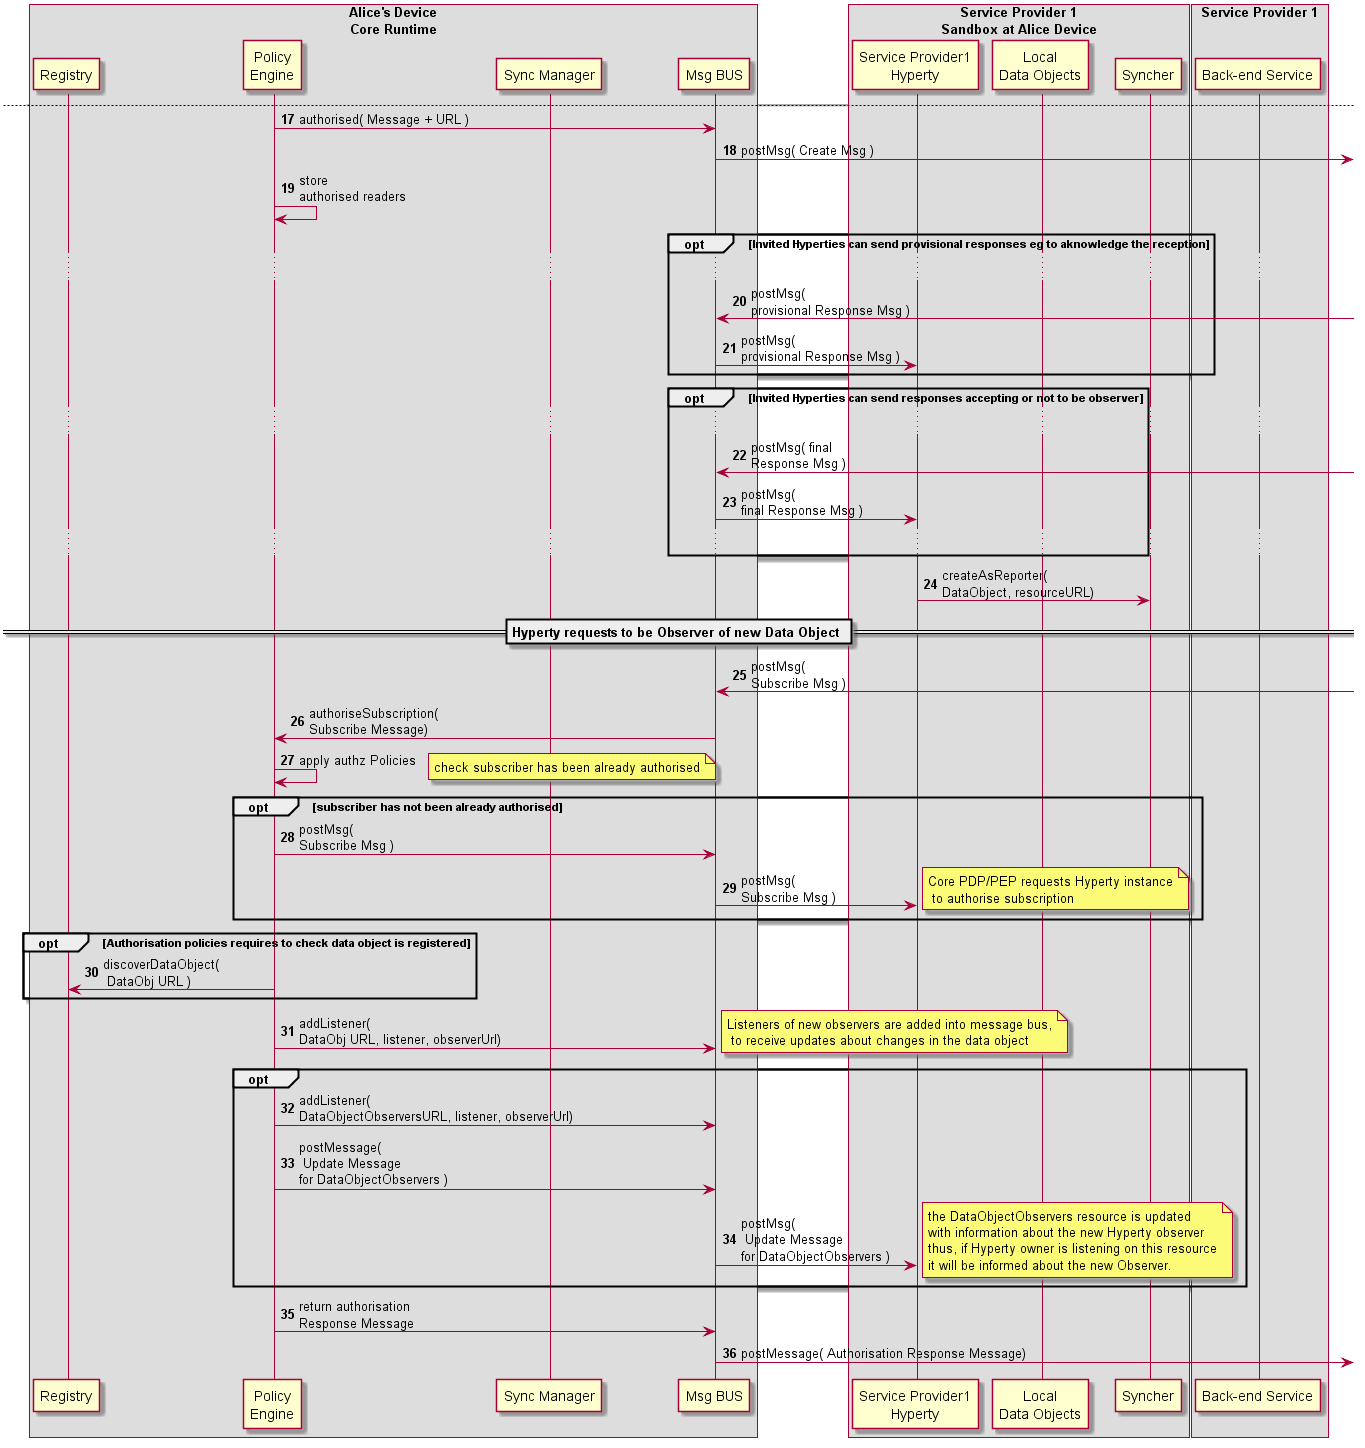 Alice's Device
Core Runtime
Service Provider 1
Sandbox at Alice Device
Service Provider 1
Registry
Policy
Engine
Sync Manager
Msg BUS
Service Provider1
Hyperty
Local
Data Objects
Syncher
Back-end Service
17 authorised( Message + URL )
18 postMsg( Create Msg )
19 store
authorised readers
opt [Invited Hyperties can send provisional responses eg to aknowledge the reception]
20 postMsg(
provisional Response Msg )
21 postMsg(
provisional Response Msg )
opt [Invited Hyperties can send responses accepting or not to be observer]
22 postMsg( final
Response Msg )
23 postMsg(
final Response Msg )
24 createAsReporter(
DataObject, resourceURL)
Hyperty requests to be Observer of new Data Object
25 postMsg(
Subscribe Msg )
26 authoriseSubscription(
Subscribe Message)
27 apply authz Policies
check subscriber has been already authorised
opt [subscriber has not been already authorised]
28 postMsg(
Subscribe Msg )
29 postMsg(
Subscribe Msg )
Core PDP/PEP requests Hyperty instance
to authorise subscription
opt [Authorisation policies requires to check data object is registered]
30 discoverDataObject(
DataObj URL )
31 addListener(
DataObj URL, listener, observerUrl)
Listeners of new observers are added into message bus,
to receive updates about changes in the data object
opt
32 addListener(
DataObjectObserversURL, listener, observerUrl)
33 postMessage(
Update Message
for DataObjectObservers )
34 postMsg(
Update Message
for DataObjectObservers )
the DataObjectObservers resource is updated
with information about the new Hyperty observer
thus, if Hyperty owner is listening on this resource
it will be informed about the new Observer.
35 return authorisation
Response Message
36 postMessage( Authorisation Response Message)
Registry
Policy
Engine
Sync Manager
Msg BUS
Service Provider1
Hyperty
Local
Data Objects
Syncher
Back-end Service